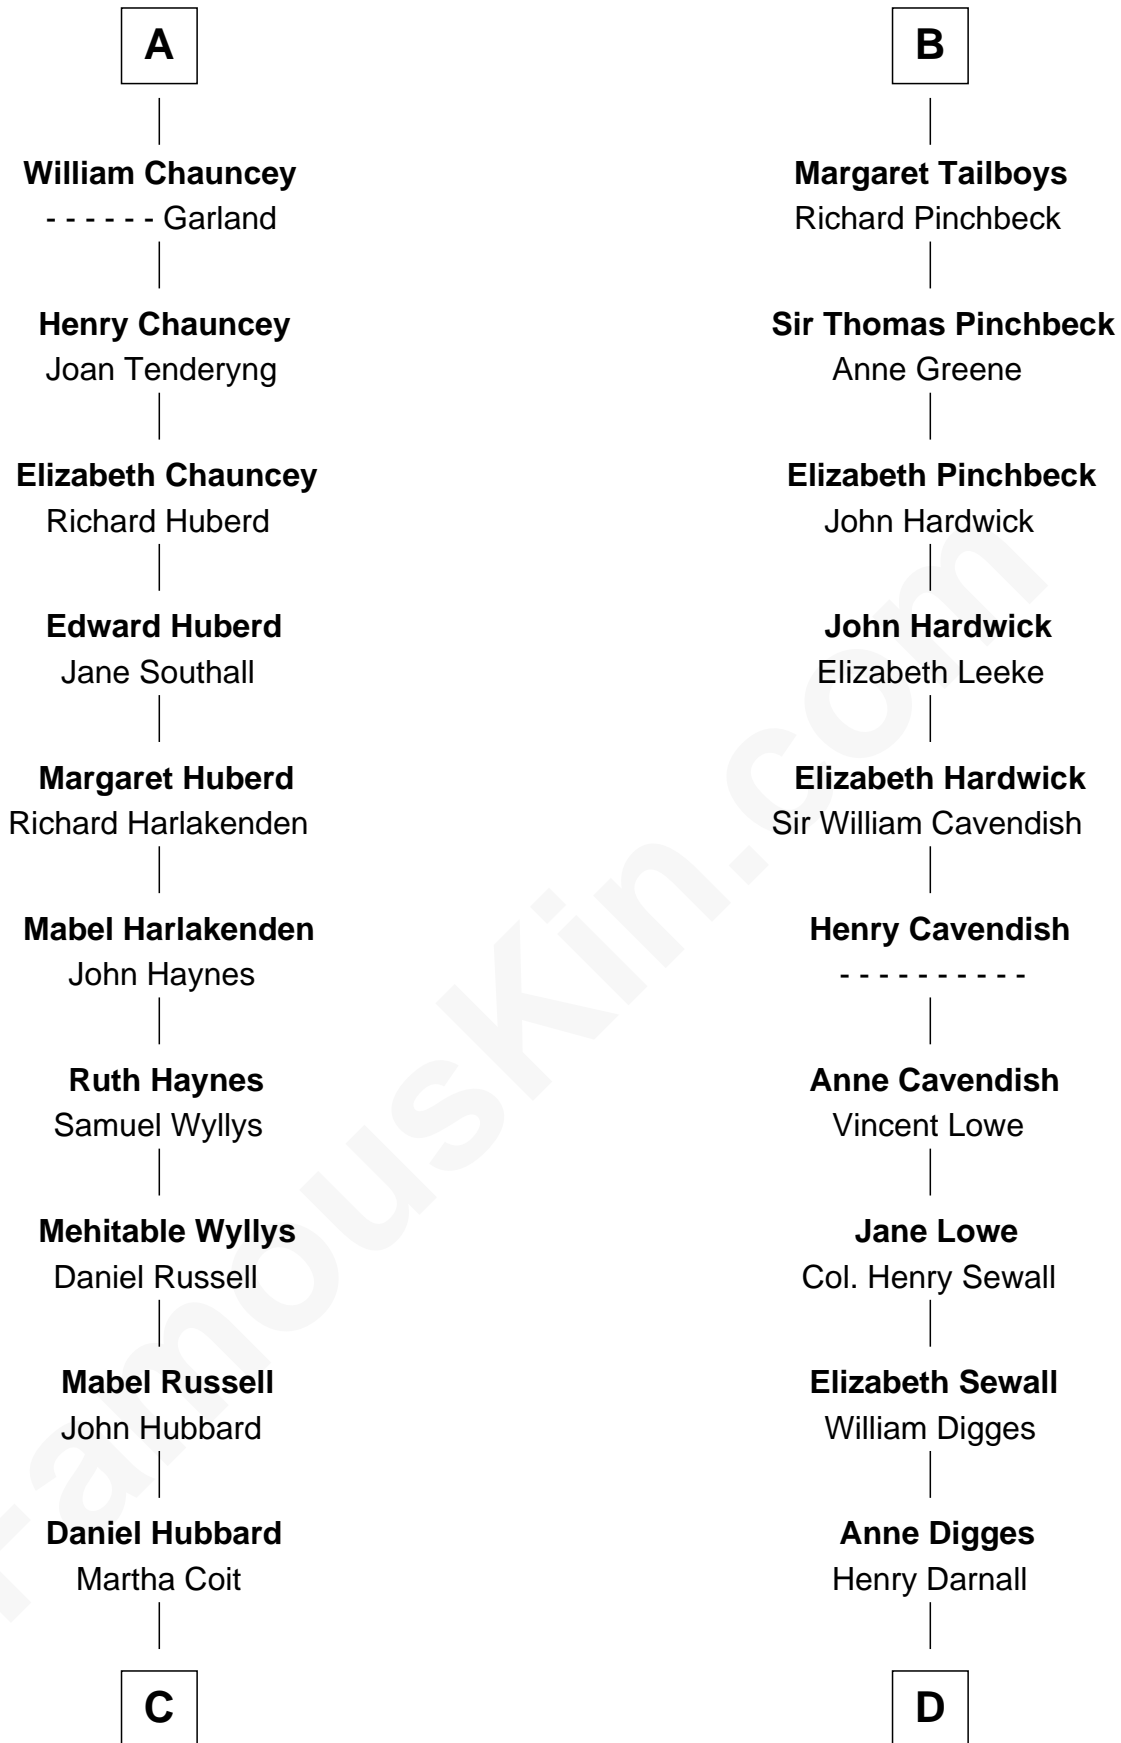 A
William Chauncey
- - - - - - Garland
Henry Chauncey
Joan Tenderyng
Elizabeth Chauncey
Richard Huberd
Edward Huberd
Jane Southall
Margaret Huberd
Richard Harlakenden
Mabel Harlakenden
John Haynes
Ruth Haynes
Samuel Wyllys
Mehitable Wyllys
Daniel Russell
Mabel Russell
John Hubbard
Daniel Hubbard
Martha Coit
C
B
Margaret Tailboys
Richard Pinchbeck
Sir Thomas Pinchbeck
Anne Greene
Elizabeth Pinchbeck
John Hardwick
John Hardwick
Elizabeth Leeke
Elizabeth Hardwick
Sir William Cavendish
Henry Cavendish
- - - - - - - - - -
Anne Cavendish
Vincent Lowe
Jane Lowe
Col. Henry Sewall
Elizabeth Sewall
William Digges
Anne Digges
Henry Darnall
D
FamousKin.com